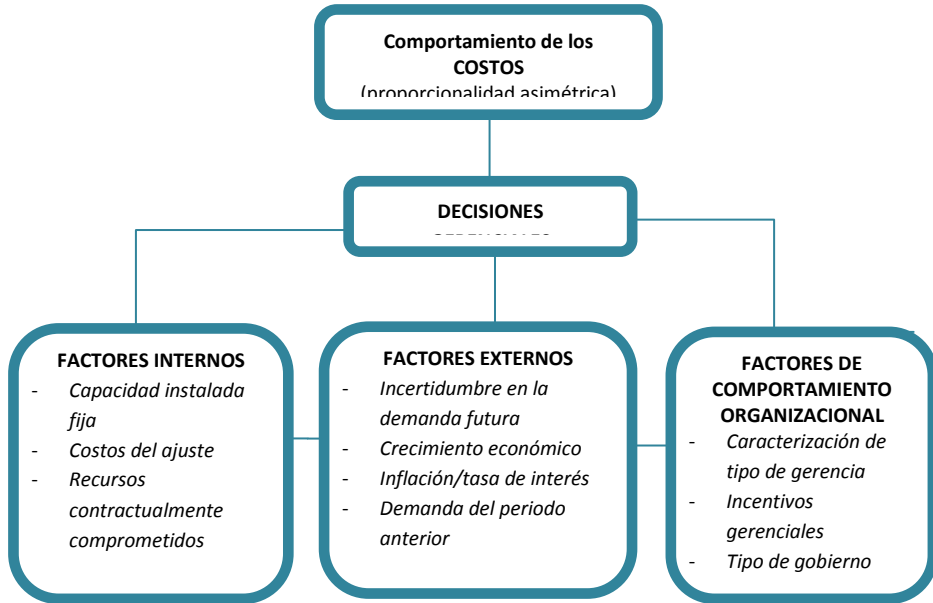 Comportamiento de los
COSTOS
(proporcionalidad asimétrica)
DECISIONES
FACTORES INTERNOS
- Capacidad instalada
fija
- Costos del ajuste
- Recursos
contractualmente
comprometidos
FACTORES EXTERNOS
- Incertidumbre en la
demanda futura
- Crecimiento económico
- Inflación/tasa de interés
- Demanda del periodo
anterior
FACTORES DE
COMPORTAMIENTO
ORGANIZACIONAL
- Caracterización de
tipo de gerencia
- Incentivos
gerenciales
- Tipo de gobierno